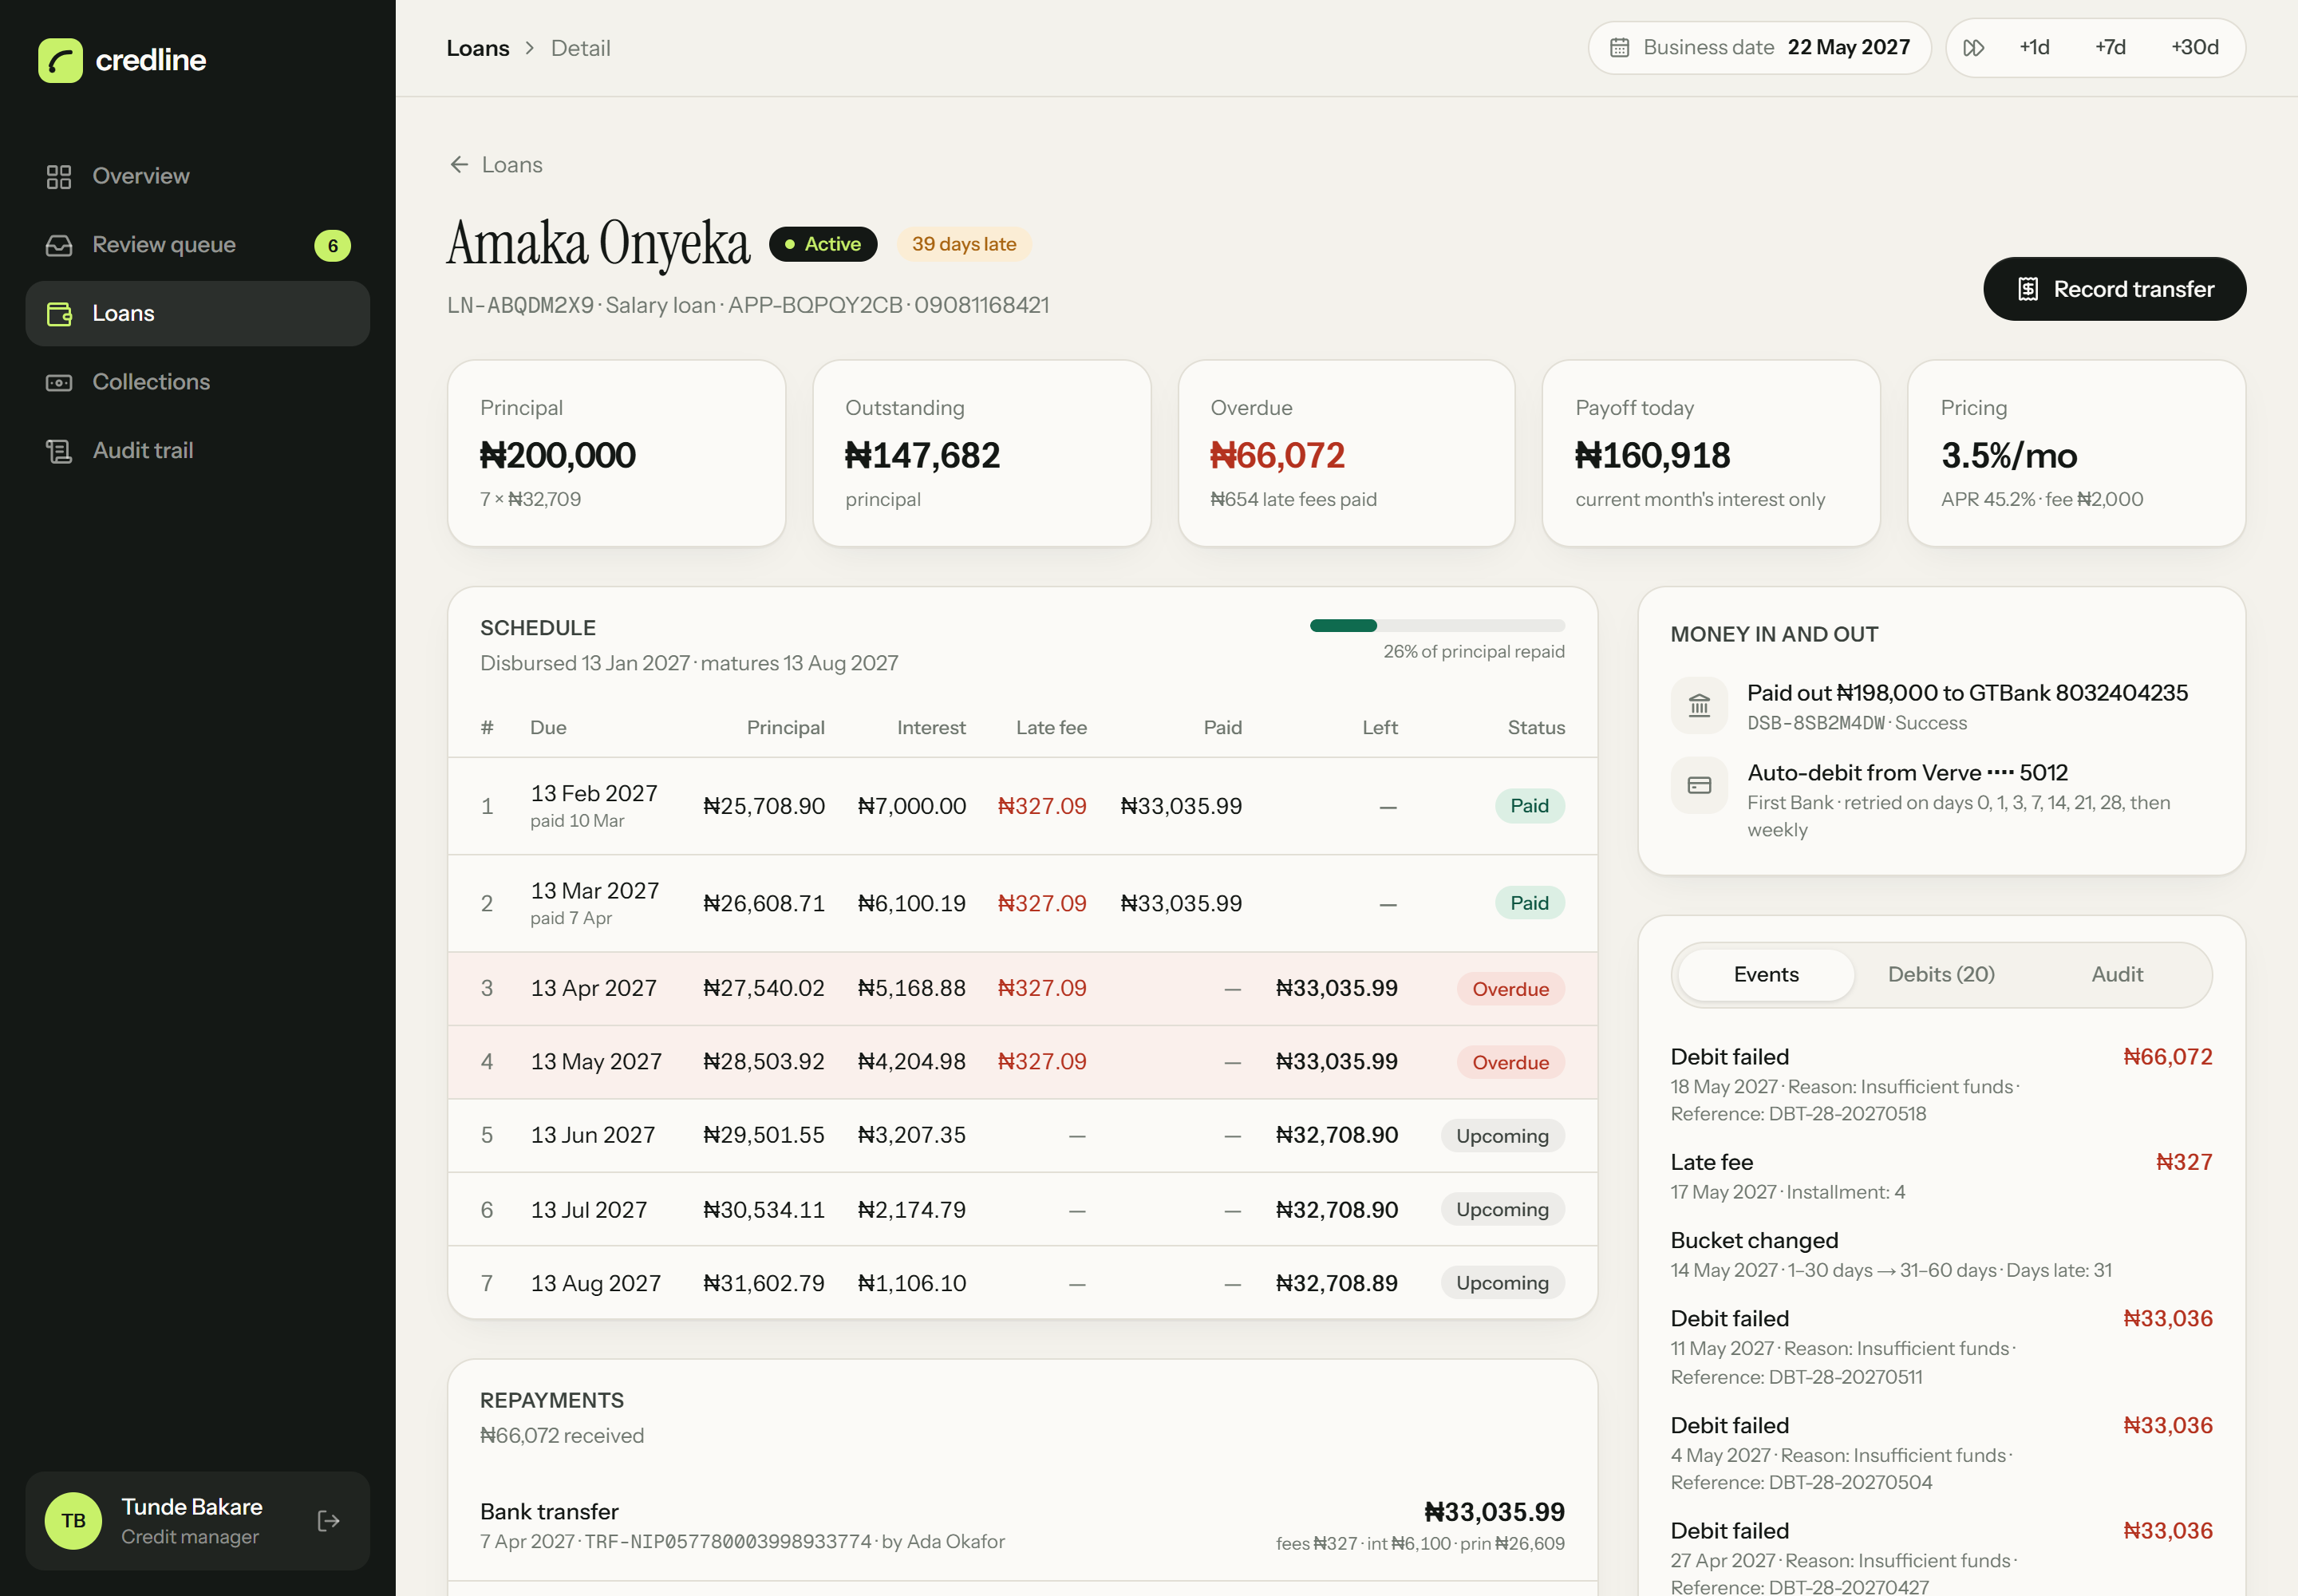 credline
Overview
Review queue 6
Loans
Collections
Audit trail
TB Tunde Bakare
Credit manager
Loans > Detail
Business date 22 May 2027
+1d +7d +30d
← Loans
Amaka Onyeka • Active 39 days late
LN-ABQDM2X9 · Salary loan · APP-BQPQY2CB · 09081168421
Record transfer
Principal
₦200,000
7 × ₦32,709
Outstanding
₦147,682
principal
Overdue
₦66,072
₦654 late fees paid
Payoff today
₦160,918
current month's interest only
Pricing
3.5%/mo
APR 45.2% · fee ₦2,000
SCHEDULE
Disbursed 13 Jan 2027 · matures 13 Aug 2027
26% of principal repaid
# Due Principal Interest Late fee Paid Left Status
1 13 Feb 2027 ₦25,708.90 ₦7,000.00 ₦327.09 ₦33,035.99 — Paid
paid 10 Mar
2 13 Mar 2027 ₦26,608.71 ₦6,100.19 ₦327.09 ₦33,035.99 — Paid
paid 7 Apr
3 13 Apr 2027 ₦27,540.02 ₦5,168.88 ₦327.09 — ₦33,035.99 Overdue
4 13 May 2027 ₦28,503.92 ₦4,204.98 ₦327.09 — ₦33,035.99 Overdue
5 13 Jun 2027 ₦29,501.55 ₦3,207.35 — — ₦32,708.90 Upcoming
6 13 Jul 2027 ₦30,534.11 ₦2,174.79 — — ₦32,708.90 Upcoming
7 13 Aug 2027 ₦31,602.79 ₦1,106.10 — — ₦32,708.89 Upcoming
REPAYMENTS
₦66,072 received
Bank transfer ₦33,035.99
7 Apr 2027 · TRF-NIP057780003998933774 · by Ada Okafor fees ₦327 · int ₦6,100 · prin ₦26,609
MONEY IN AND OUT
Paid out ₦198,000 to GTBank 8032404235
DSB-8SB2M4DW · Success
Auto-debit from Verve •••• 5012
First Bank · retried on days 0, 1, 3, 7, 14, 21, 28, then
weekly
Events Debits (20) Audit
Debit failed ₦66,072
18 May 2027 · Reason: Insufficient funds ·
Reference: DBT-28-20270518
Late fee ₦327
17 May 2027 · Installment: 4
Bucket changed
14 May 2027 · 1–30 days → 31–60 days · Days late: 31
Debit failed ₦33,036
11 May 2027 · Reason: Insufficient funds ·
Reference: DBT-28-20270511
Debit failed ₦33,036
4 May 2027 · Reason: Insufficient funds ·
Reference: DBT-28-20270504
Debit failed ₦33,036
27 Apr 2027 · Reason: Insufficient funds ·
Reference: DBT-28-20270427